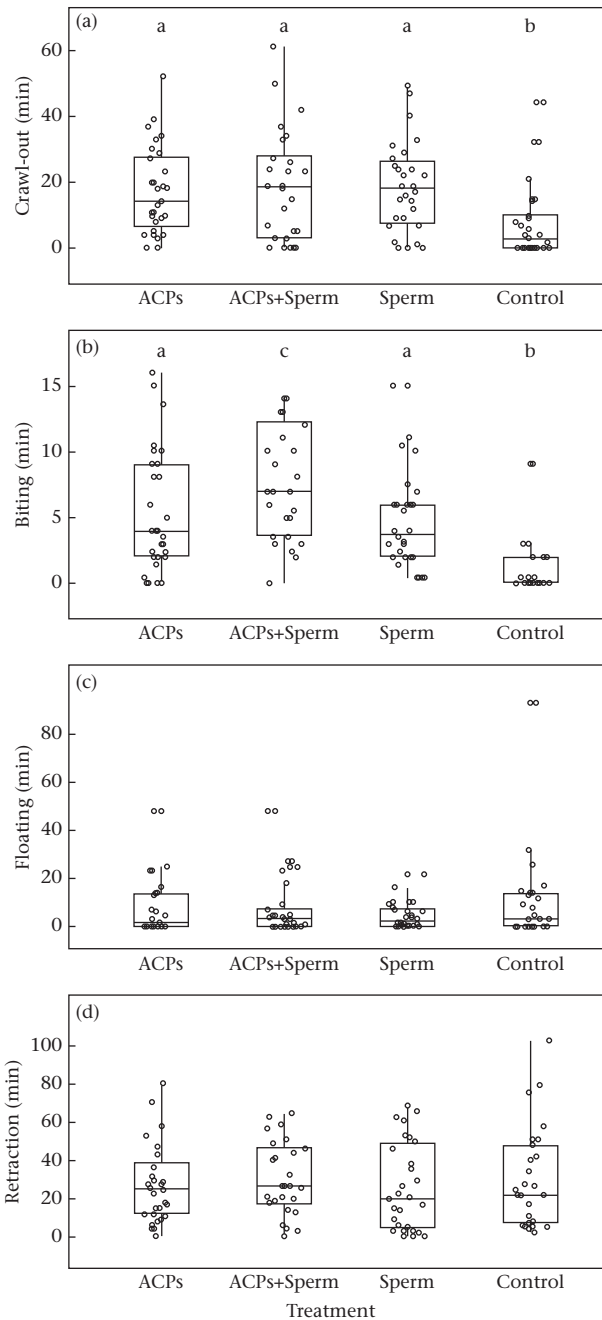 (a) a a a b
60
40
20
0
Crawl-out (min)
ACPs ACPs+Sperm Sperm Control
(b) a c a b
15
10
5
0
Biting (min)
ACPs ACPs+Sperm Sperm Control
(c)
80
60
40
20
0
Floating (min)
ACPs ACPs+Sperm Sperm Control
(d)
100
80
60
40
20
0
Retraction (min)
ACPs ACPs+Sperm Sperm Control
Treatment